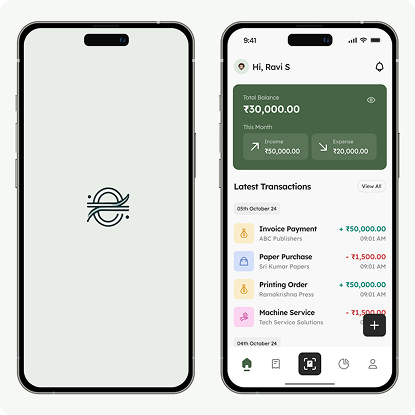 9:41
Hi, Ravi S
Total Balance
₹30,000.00
This Month
Income
₹50,000.00
Expense
₹20,000.00
Latest Transactions
View All
05th October 24
Invoice Payment
+ ₹50,000.00
ABC Publishers
09:01 AM
Paper Purchase
- ₹1,500.00
Sri Kumar Papers
09:01 AM
Printing Order
+ ₹50,000.00
Ramakrishna Press
09:01 AM
Machine Service
- ₹1,500.00
Tech Service Solutions
04th October 24